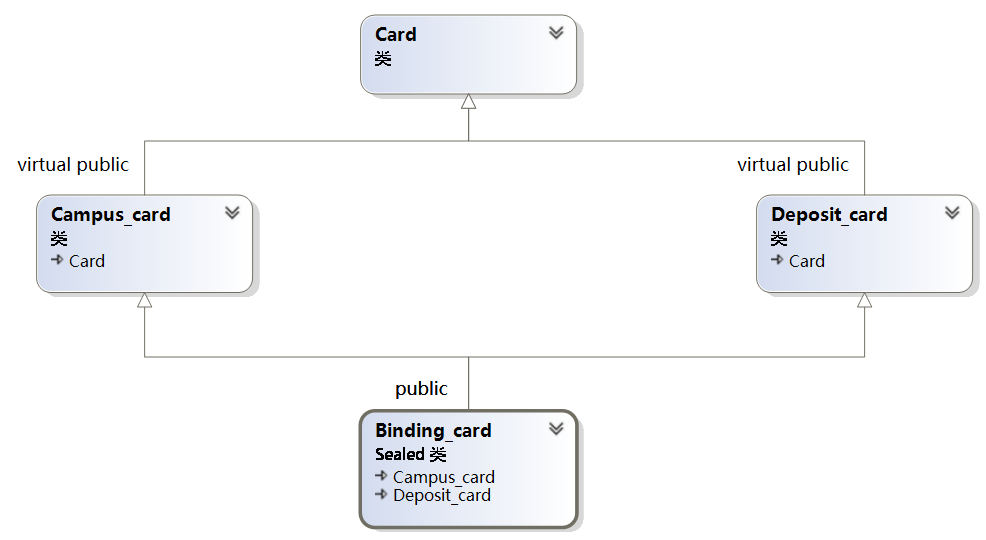 Card
类
virtual public
virtual public
Campus_card
类
Card
Deposit_card
类
Card
public
Binding_card
Sealed 类
Campus_card
Deposit_card